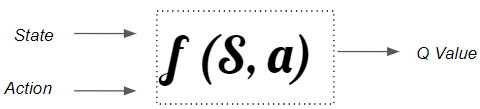 State
f (S, a)
Q Value
Action